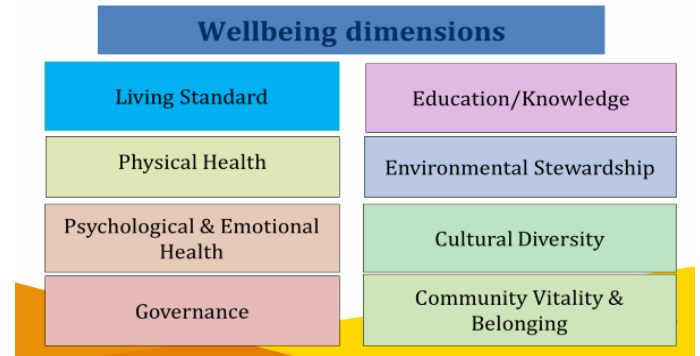 Wellbeing dimensions
Living Standard
Education/Knowledge
Physical Health
Environmental Stewardship
Psychological & Emotional
Health
Cultural Diversity
Governance
Community Vitality &
Belonging